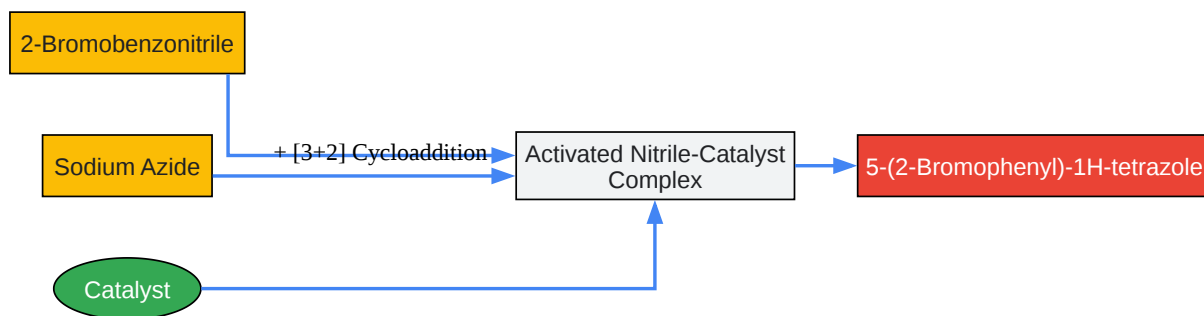 2-Bromobenzonitrile
+ [3+2] Cycloaddition
Sodium Azide
Activated Nitrile-Catalyst
Complex
5-(2-Bromophenyl)-1H-tetrazole
Catalyst